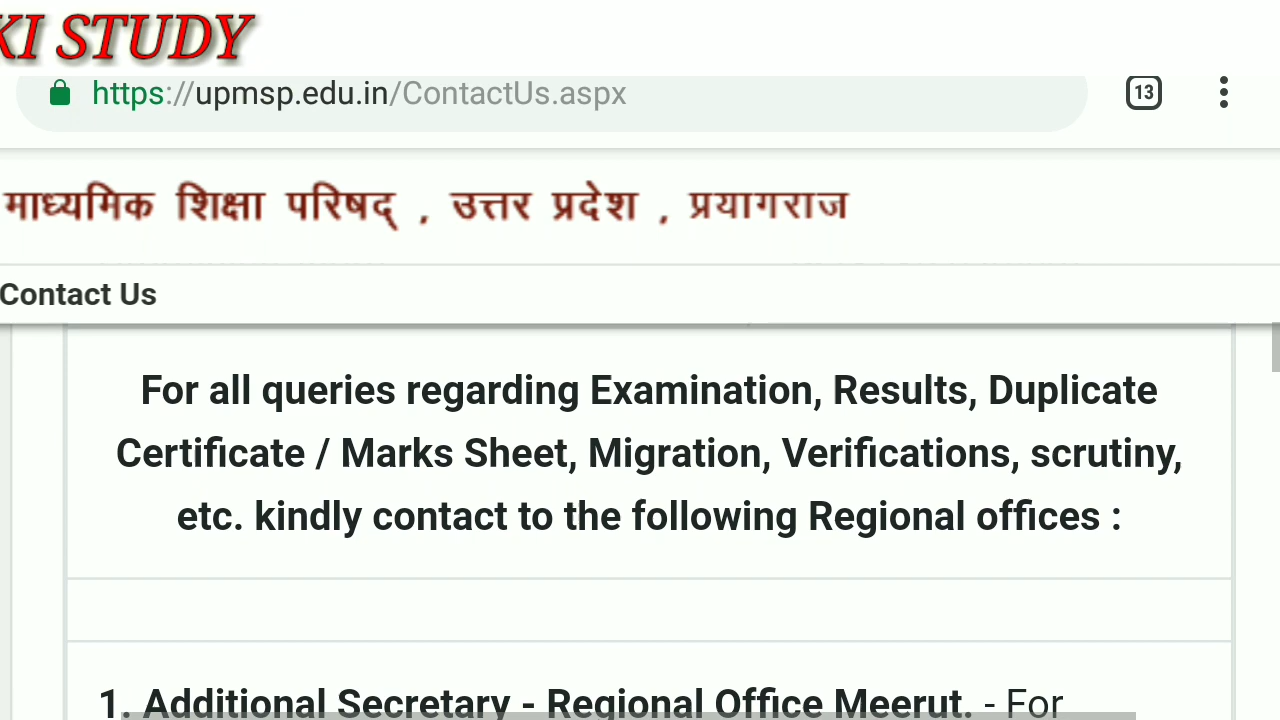 KI STUDY
https://upmsp.edu.in/ContactUs.aspx
13
माध्यमिक शिक्षा परिषद् , उत्तर प्रदेश , प्रयागराज
Contact Us
For all queries regarding Examination, Results, Duplicate
Certificate / Marks Sheet, Migration, Verifications, scrutiny,
etc. kindly contact to the following Regional offices :
1. Additional Secretary - Regional Office Meerut. - For